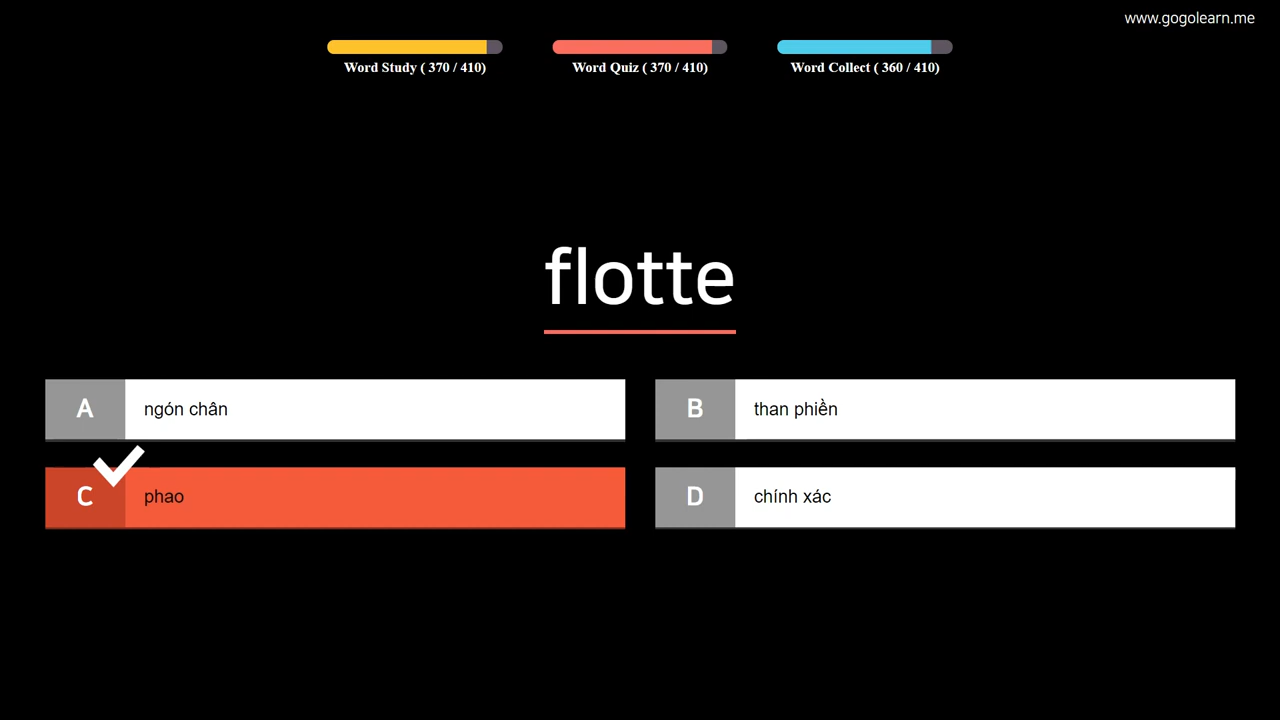 www.gogolearn.me
Word Study ( 370 / 410)
Word Quiz ( 370 / 410)
Word Collect ( 360 / 410)
flotte
A ngón chân
B than phiền
C phao
D chính xác